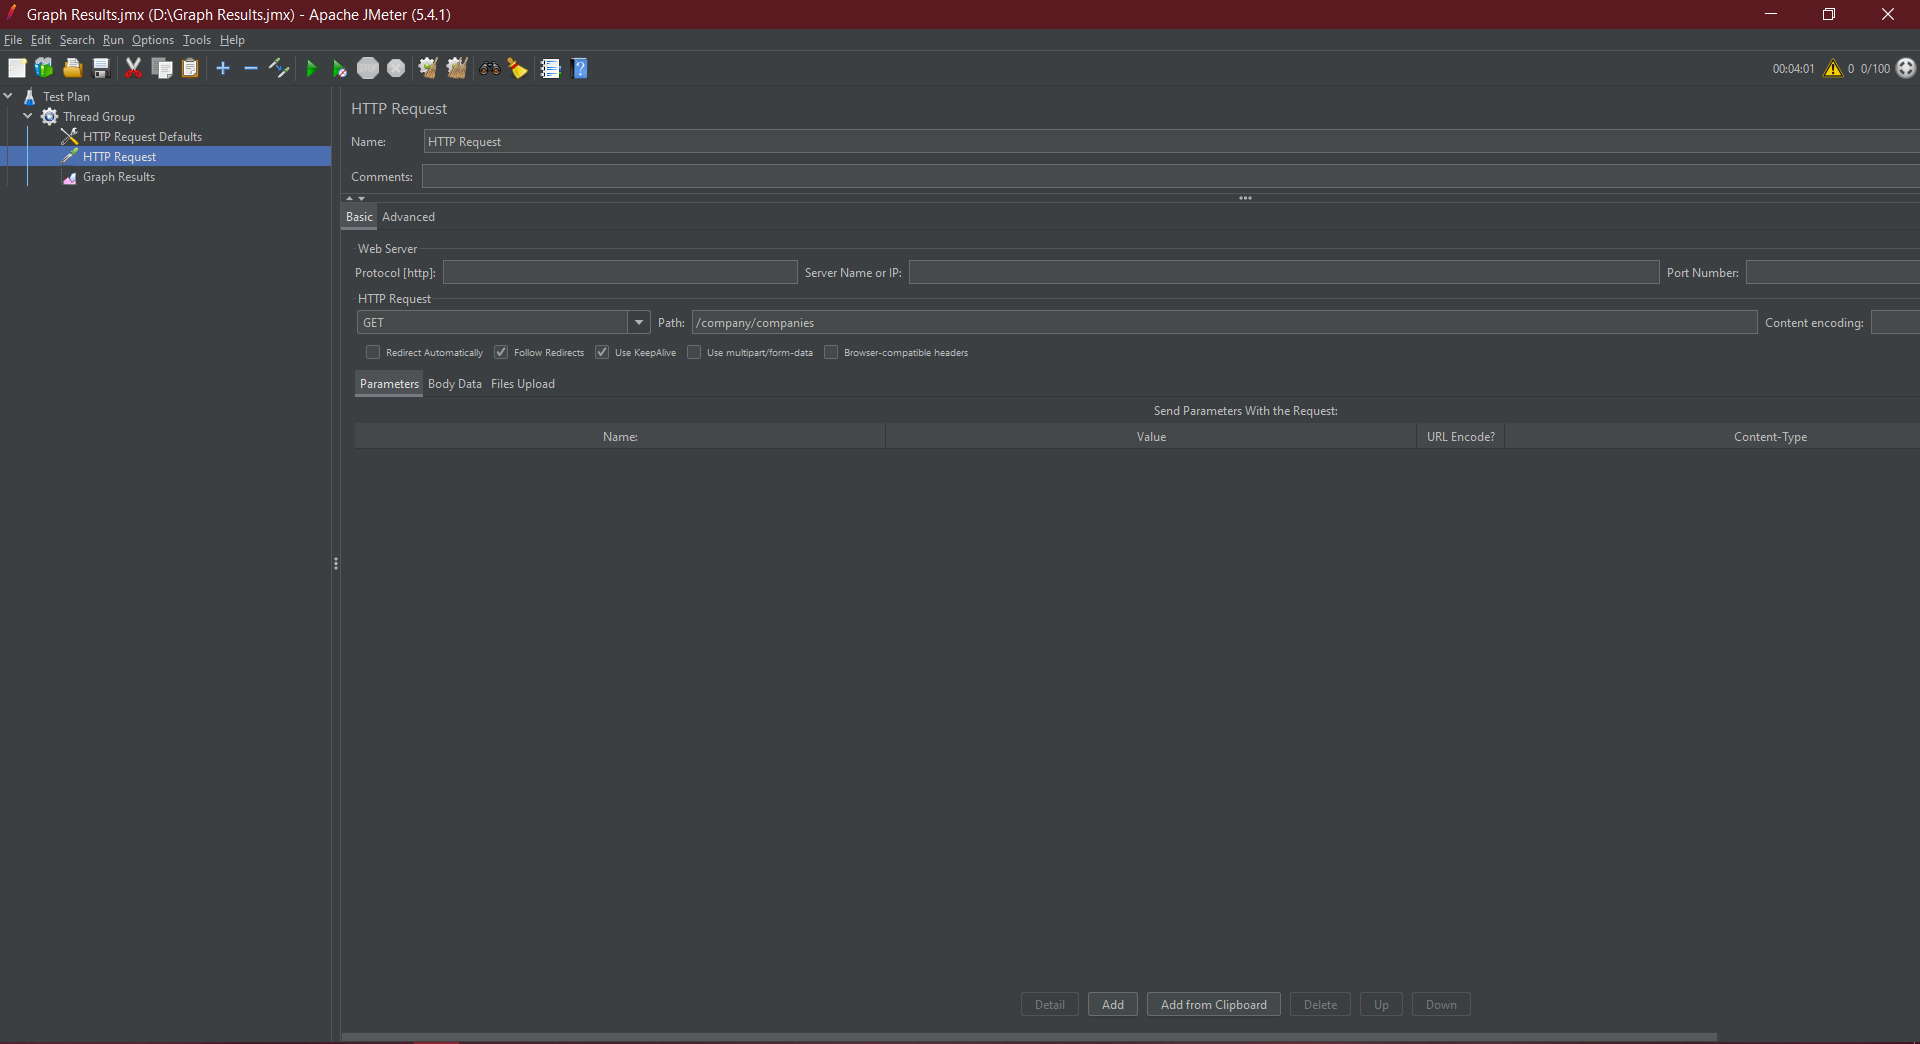 Graph Results.jmx (D:\Graph Results.jmx) - Apache JMeter (5.4.1)
File Edit Search Run Options Tools Help
00:04:01 0 0/100
Test Plan
Thread Group
HTTP Request Defaults
HTTP Request
Graph Results
HTTP Request
Name: HTTP Request
Comments:
Basic Advanced
Web Server
Protocol [http]: Server Name or IP: Port Number:
HTTP Request
GET Path: /company/companies Content encoding:
Redirect Automatically Follow Redirects Use KeepAlive Use multipart/form-data Browser-compatible headers
Parameters Body Data Files Upload
Send Parameters With the Request:
Name: Value URL Encode? Content-Type
Detail Add Add from Clipboard Delete Up Down